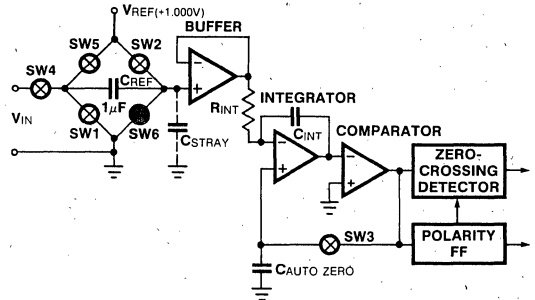 VREF(+1.000V)
BUFFER
SW5
SW2
SW4
CREF
1μF
RINT
INTEGRATOR
VIN
SW1
SW6
CSTRAY
CINT
COMPARATOR
ZERO-
CROSSING
DETECTOR
SW3
POLARITY
FF
CAUTO ZERO